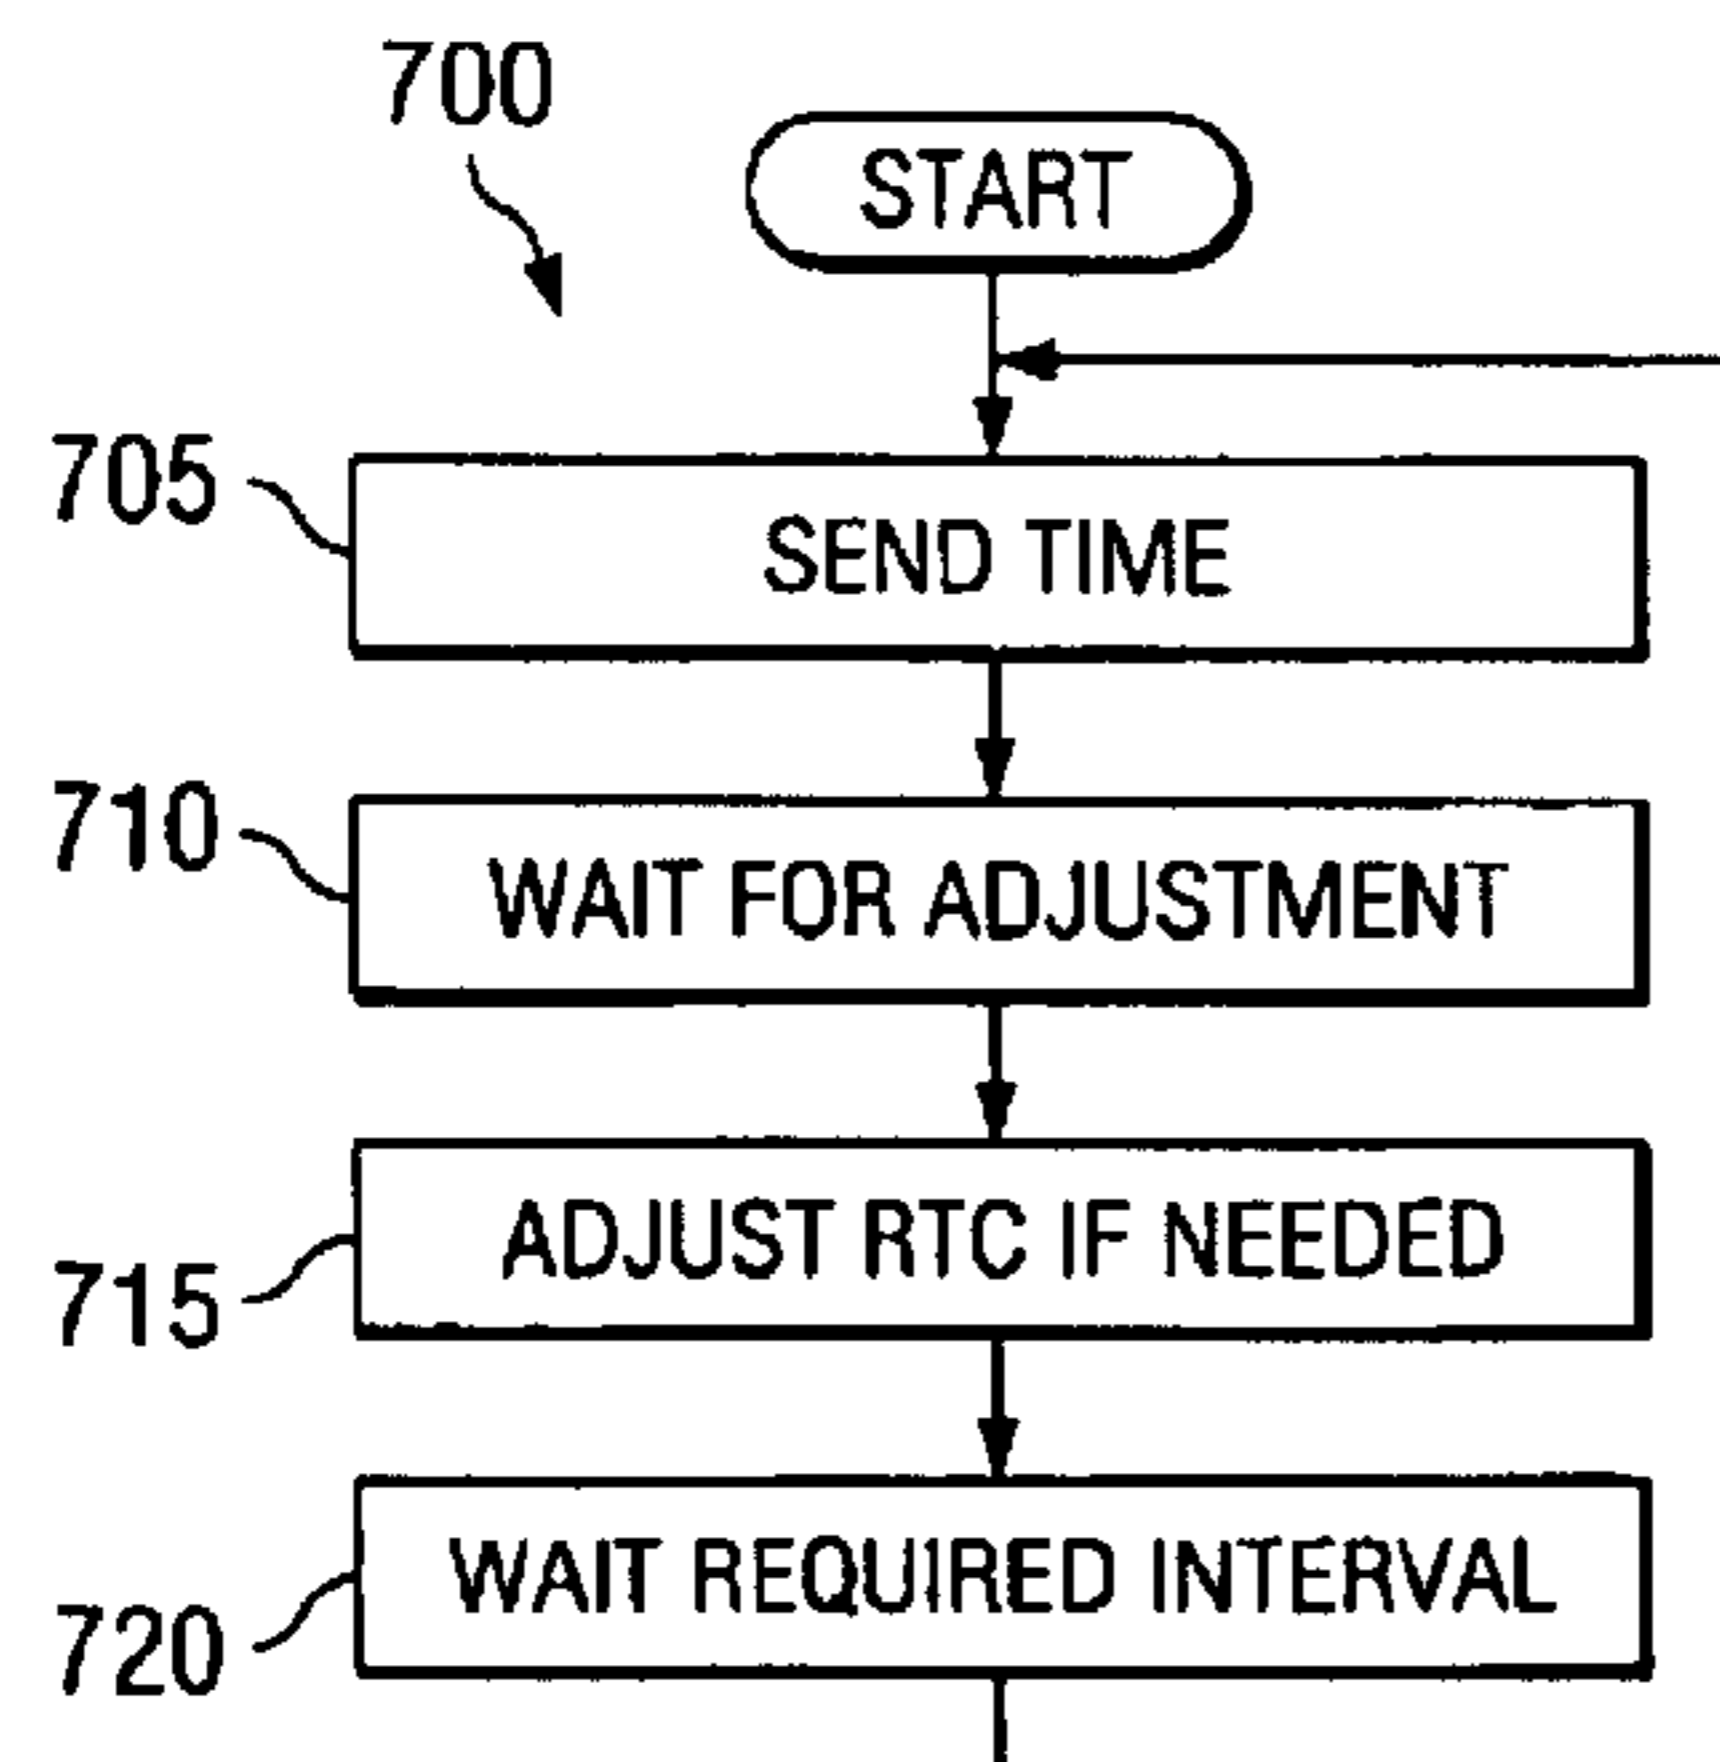 700
START
705
SEND TIME
710
WAIT FOR ADJUSTMENT
ADJUST RTC IF NEEDED
715
WAIT REQUIRED INTERVAL
720